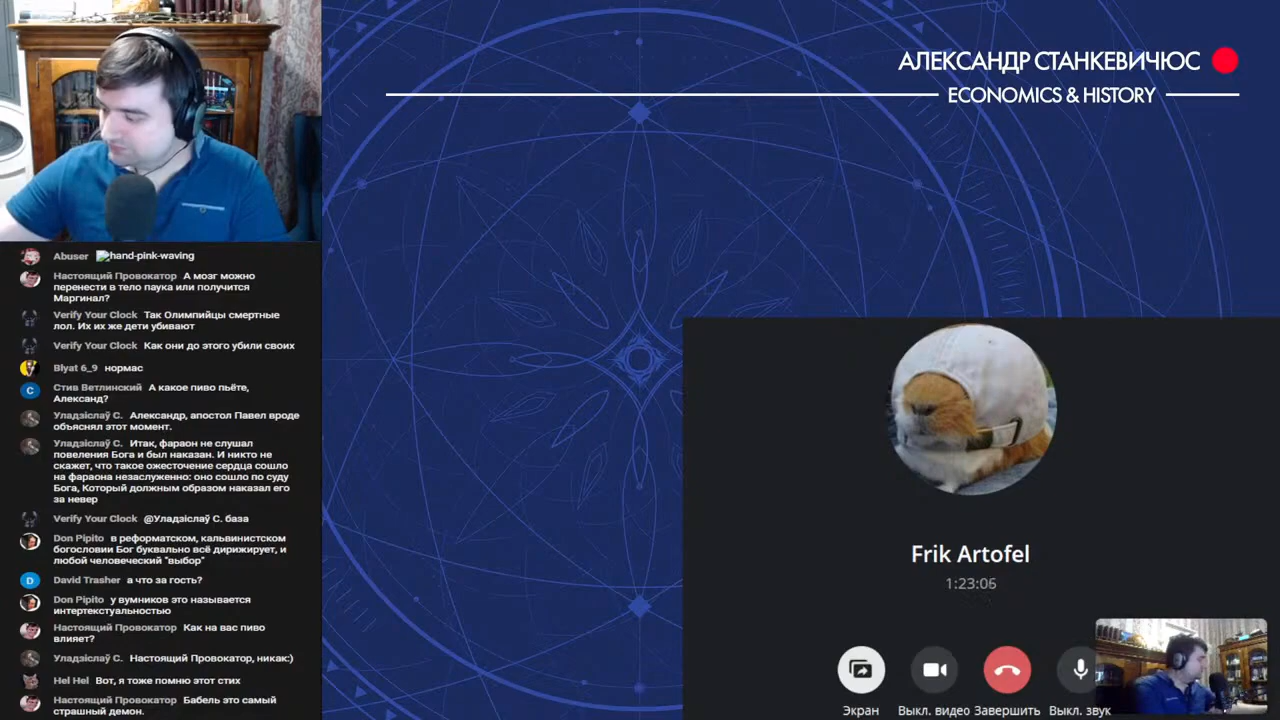 АЛЕКСАНДР СТАНКЕВИЧЮС
ECONOMICS & HISTORY
Abuser hand-pink-waving
Настоящий Провокатор А мозг можно
перенести в тело паука или получится
Маргинал?
Verify Your Clock Так Олимпийцы смертные
лол. Их их же дети убивают
Verify Your Clock Как они до этого убили своих
Blyat 6_9 нормас
С
Стив Ветлинский А какое пиво пьёте,
Александ?
Уладзіслаў С. Александр, апостол Павел вроде
объяснял этот момент.
Уладзіслаў С. Итак, фараон не слушал
повеления Бога и был наказан. И никто не
скажет, что такое ожесточение сердца сошло
на фараона незаслуженно: оно сошло по суду
Бога, Который должным образом наказал его
за невер
Verify Your Clock @Уладзіслаў С. база
Don Pipito в реформатском, кальвинистском
богословии Бог буквально всё дирижирует, и
любой человеческий "выбор"
D
David Trasher а что за гость?
Don Pipito у вумников это называется
интертекстуальностью
Настоящий Провокатор Как на вас пиво
влияет?
Уладзіслаў С. Настоящий Провокатор, никак:)
Hel Hel Вот, я тоже помню этот стих
Настоящий Провокатор Бабель это самый
страшный демон.
Frik Artofel
1:23:06
Экран
Выкл. видео
Завершить
Выкл. звук